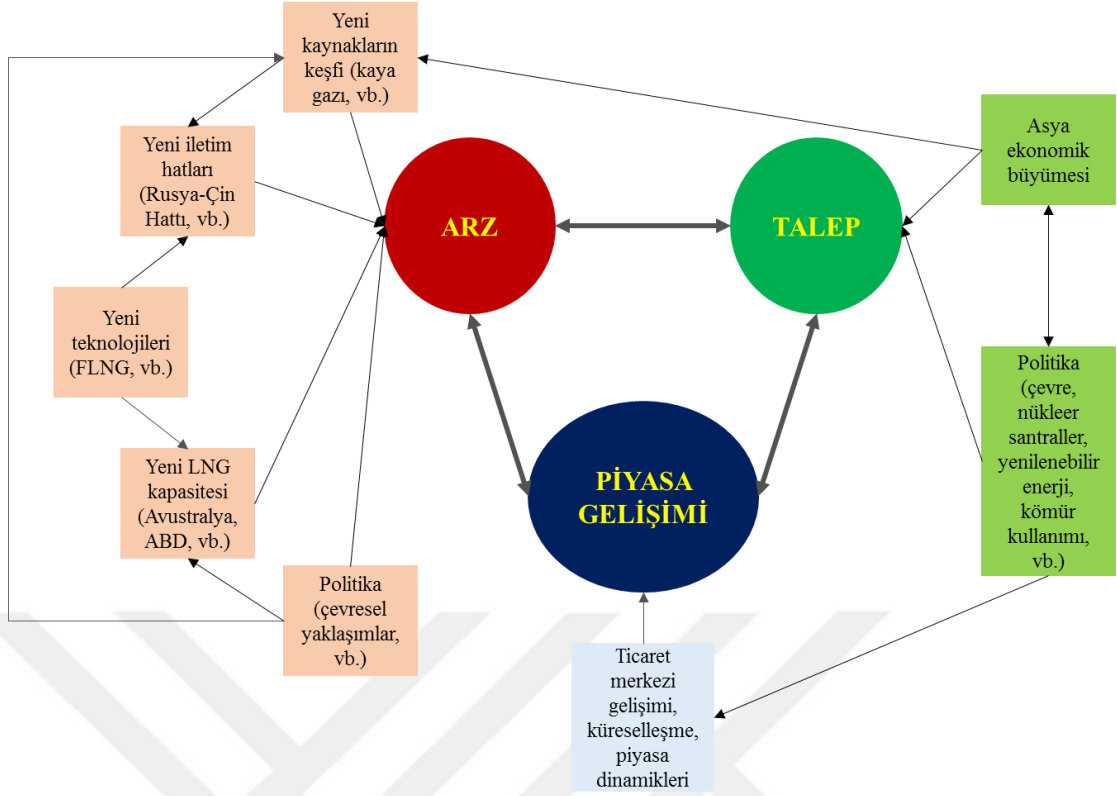 Yeni
kaynakların
keşfi (kaya
gazı, vb.)
Yeni iletim
hatları
(Rusya-Çin
Hattı, vb.)
Yeni
teknolojileri
(FLNG, vb.)
Yeni LNG
kapasitesi
(Avustralya,
ABD, vb.)
Politika
(çevresel
yaklaşımlar,
vb.)
ARZ
TALEP
PİYASA
GELİŞİMİ
Ticaret
merkezi
gelişimi,
küreselleşme,
piyasa
dinamikleri
Asya
ekonomik
büyümesi
Politika
(çevre,
nükleer
santraller,
yenilenebilir
enerji,
kömür
kullanımı,
vb.)